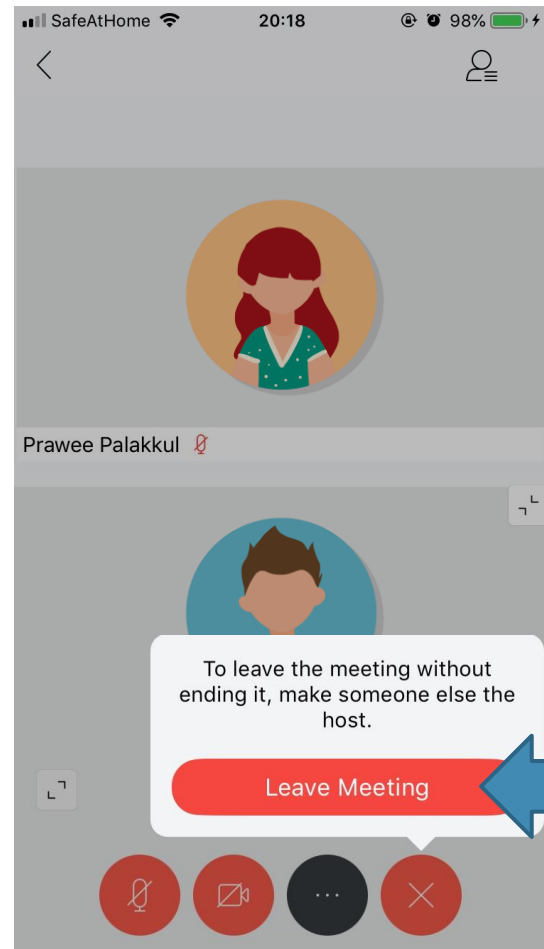 SafeAtHome 20:18 98%
Prawee Palakkul
To leave the meeting without
ending it, make someone else the
host.
Leave Meeting